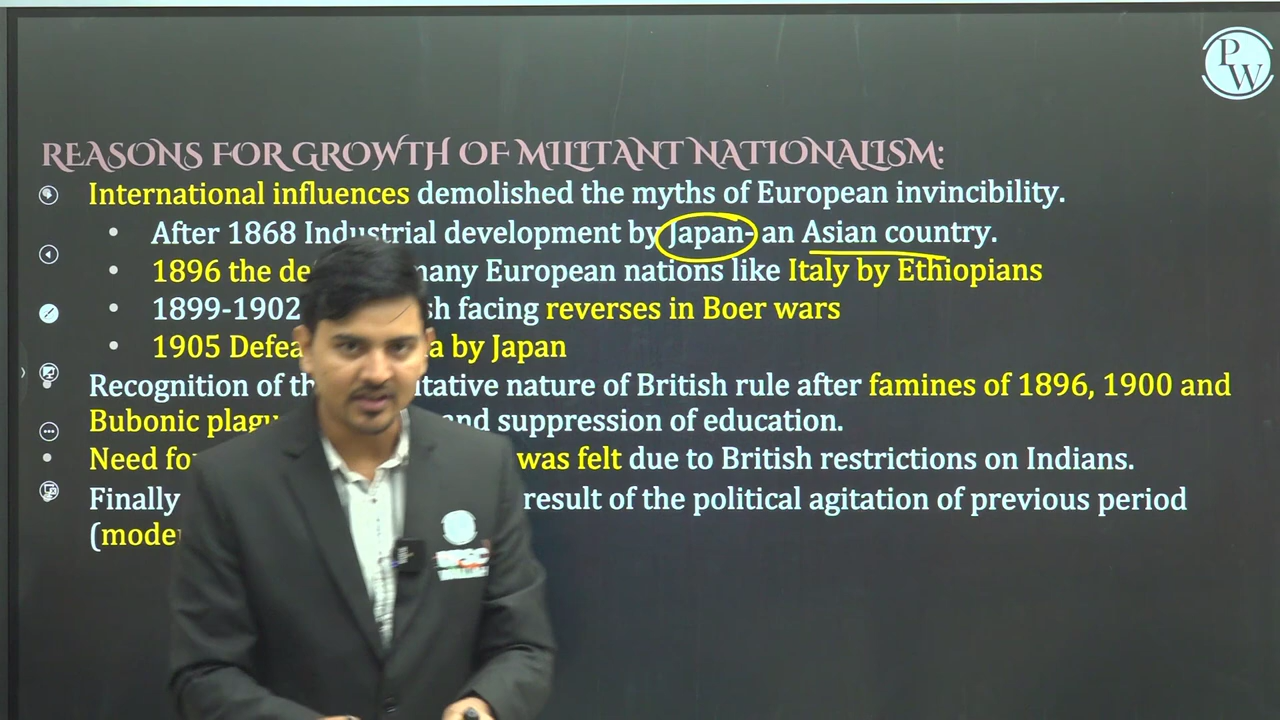 PW
REASONS FOR GROWTH OF MILITANT NATIONALISM:
International influences demolished the myths of European invincibility.
• After 1868 Industrial development by Japan- an Asian country.
• 1896 the de many European nations like Italy by Ethiopians
• 1899-1902 facing reverses in Boer wars
• 1905 Defea a by Japan
Recognition of th tative nature of British rule after famines of 1896, 1900 and
Bubonic plagu nd suppression of education.
• Need fo was felt due to British restrictions on Indians.
Finally result of the political agitation of previous period
(mode